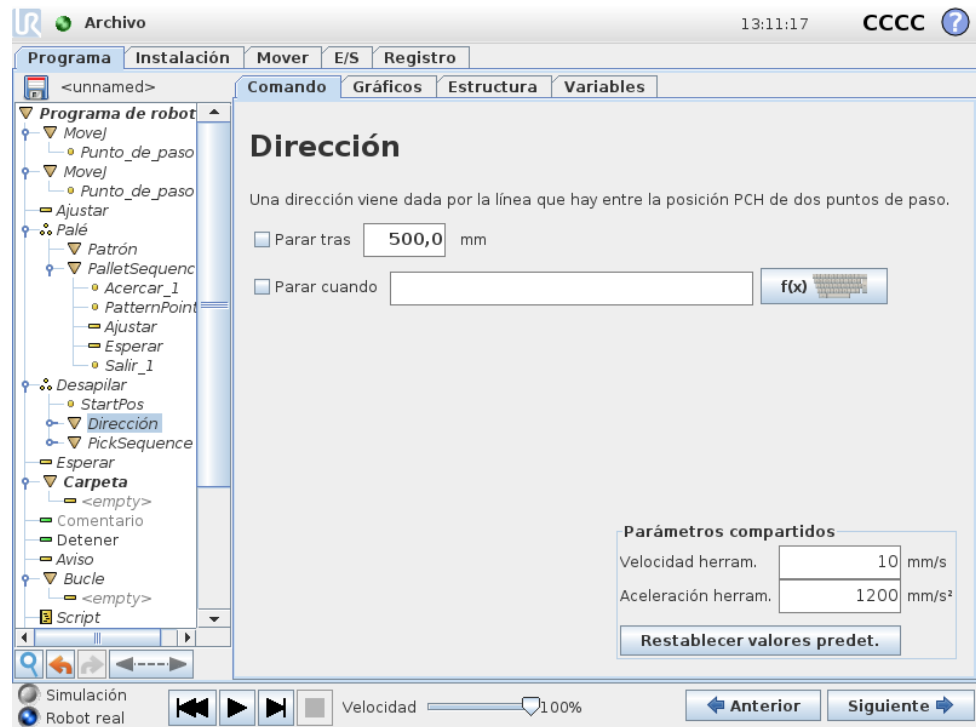 UR Archivo 13:11:17 CCCC ?
Programa Instalación Mover E/S Registro
<unnamed>
Comando Gráficos Estructura Variables
Programa de robot
MoveJ
Punto_de_paso
MoveJ
Punto_de_paso
Ajustar
Palé
Patrón
PalletSequenc
Acercar_1
PatternPoint
Ajustar
Esperar
Salir_1
Desapilar
StartPos
Dirección
PickSequence
Esperar
Carpeta
<empty>
Comentario
Detener
Aviso
Bucle
<empty>
Script
Dirección
Una dirección viene dada por la línea que hay entre la posición PCH de dos puntos de paso.
Parar tras 500,0 mm
Parar cuando f(x)
Parámetros compartidos
Velocidad herram. 10 mm/s
Aceleración herram. 1200 mm/s²
Restablecer valores predet.
Simulación
Robot real
Velocidad 100%
Anterior Siguiente